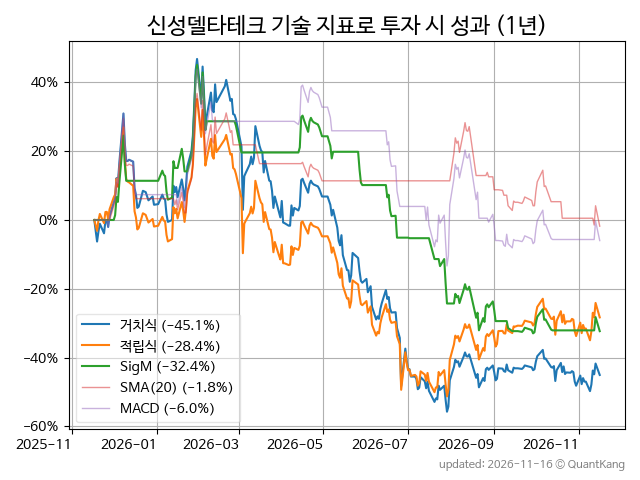 신성델타테크 기술 지표로 투자 시 성과 (1년)
40%
20%
0%
−20%
−40%
−60%
거치식 (−45.1%)
적립식 (−28.4%)
SigM (−32.4%)
SMA(20) (−1.8%)
MACD (−6.0%)
2025−11 2026−01 2026−03 2026−05 2026−07 2026−09 2026−11
updated: 2026-11-16 © QuantKang